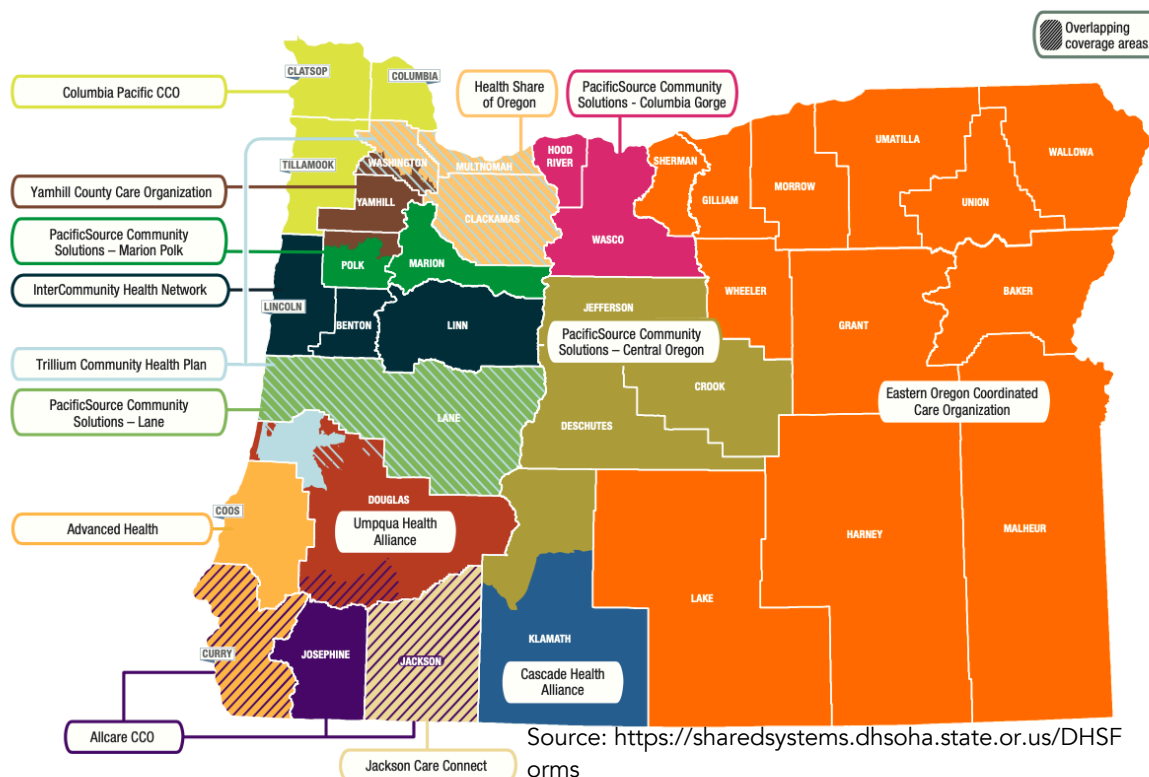 Overlapping
coverage areas
CLATSOP
COLUMBIA
Columbia Pacific CCO
Health Share
of Oregon
PacificSource Community
Solutions - Columbia Gorge
TILLAMOOK
WASHINGTON
MULTNOMAH
HOOD
RIVER
SHERMAN
UMATILLA
WALLOWA
MORROW
GILLIAM
UNION
Yamhill County Care Organization
YAMHILL
CLACKAMAS
WASCO
PacificSource Community
Solutions – Marion Polk
POLK
MARION
InterCommunity Health Network
LINCOLN
BENTON
LINN
JEFFERSON
WHEELER
GRANT
BAKER
PacificSource Community
Solutions – Central Oregon
Trillium Community Health Plan
CROOK
Eastern Oregon Coordinated
Care Organization
PacificSource Community
Solutions – Lane
LANE
DESCHUTES
DOUGLAS
Umpqua Health
Alliance
COOS
Advanced Health
HARNEY
MALHEUR
LAKE
CURRY
JOSEPHINE
JACKSON
KLAMATH
Cascade Health
Alliance
Allcare CCO
Jackson Care Connect
Source: https://sharedsystems.dhsoha.state.or.us/DHSF
orms